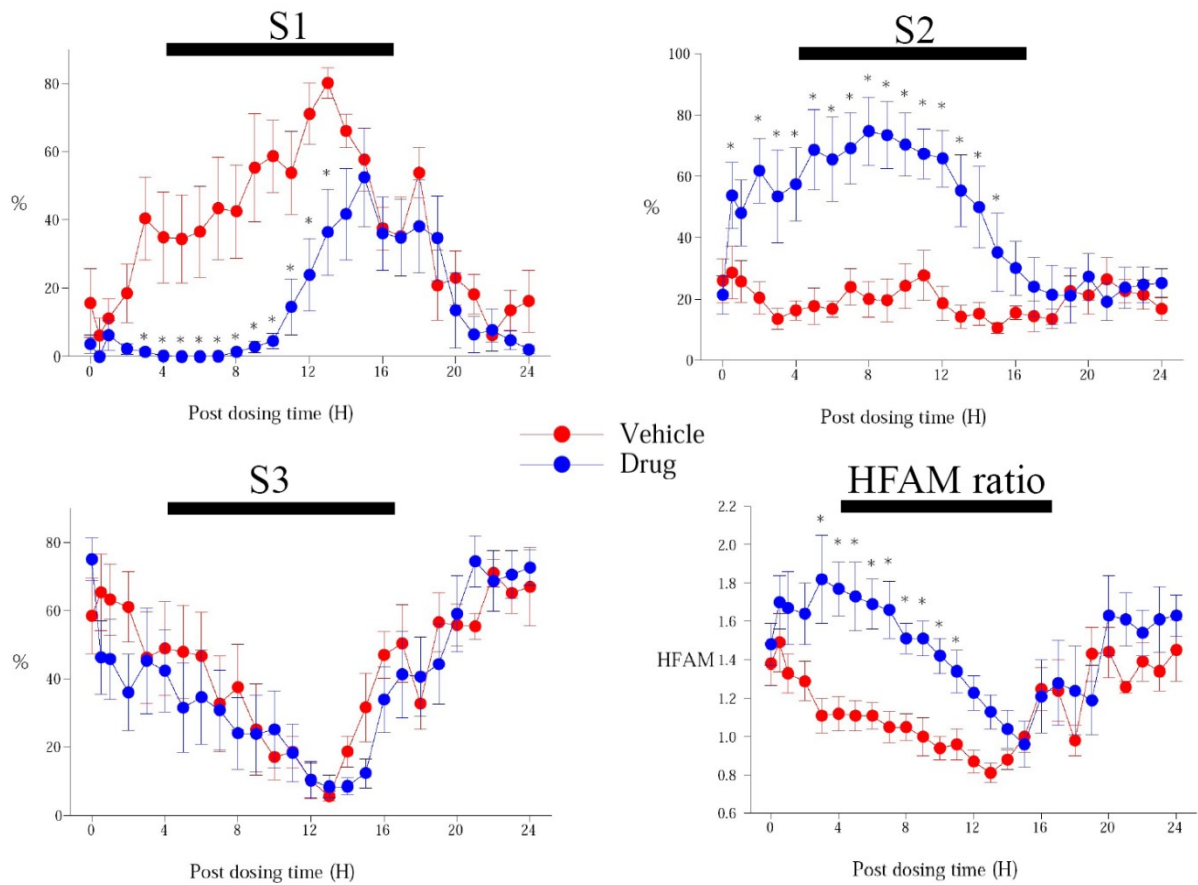 S1
80
60
%
40
20
0
0 4 8 12 16 20 24
Post dosing time (H)
* * * * * * * * * * *
S2
100
80
60
%
40
20
0
0 4 8 12 16 20 24
Post dosing time (H)
* * * * * * * * * * * * * * *
Vehicle
Drug
S3
80
60
%
40
20
0
0 4 8 12 16 20 24
Post dosing time (H)
HFAM ratio
2.2
2.0
1.8
1.6
1.4
HFAM
1.2
1.0
0.8
0.6
0 4 8 12 16 20 24
Post dosing time (H)
* * * * * * * * *